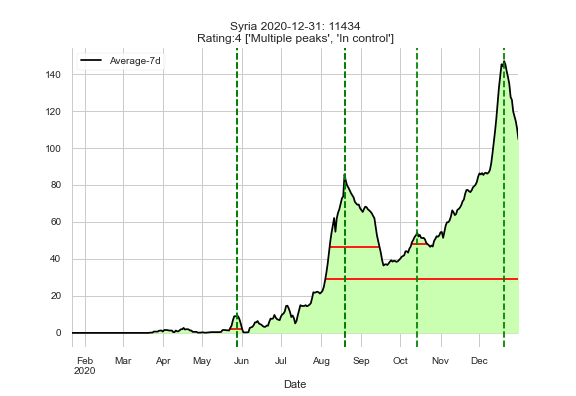 Syria 2020-12-31: 11434
Rating:4 ['Multiple peaks', 'In control']
Average-7d
140
120
100
80
60
40
20
0
Feb Mar Apr May Jun Jul Aug Sep Oct Nov Dec
2020
Date